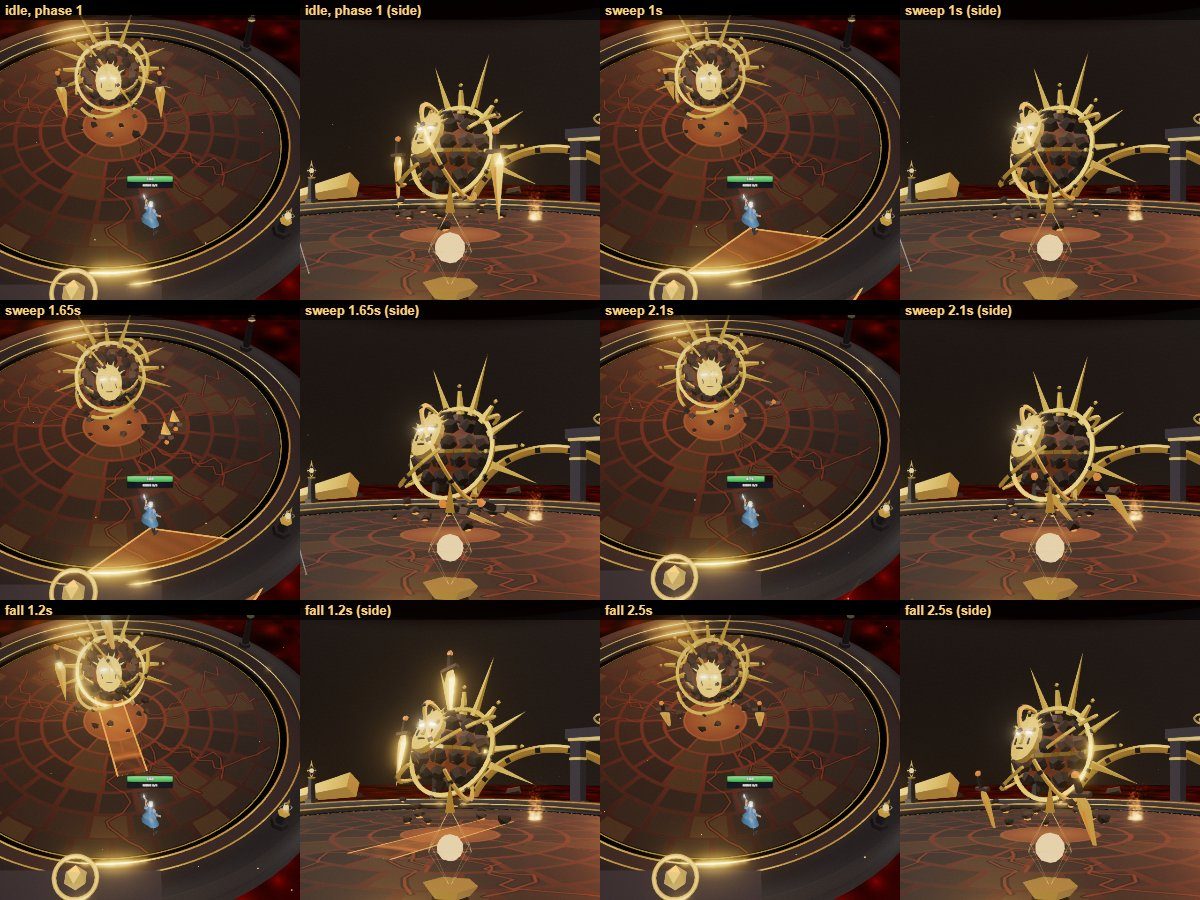 idle, phase 1
idle, phase 1 (side)
sweep 1s
sweep 1s (side)
sweep 1.65s
sweep 1.65s (side)
sweep 2.1s
sweep 2.1s (side)
fall 1.2s
fall 1.2s (side)
fall 2.5s
fall 2.5s (side)